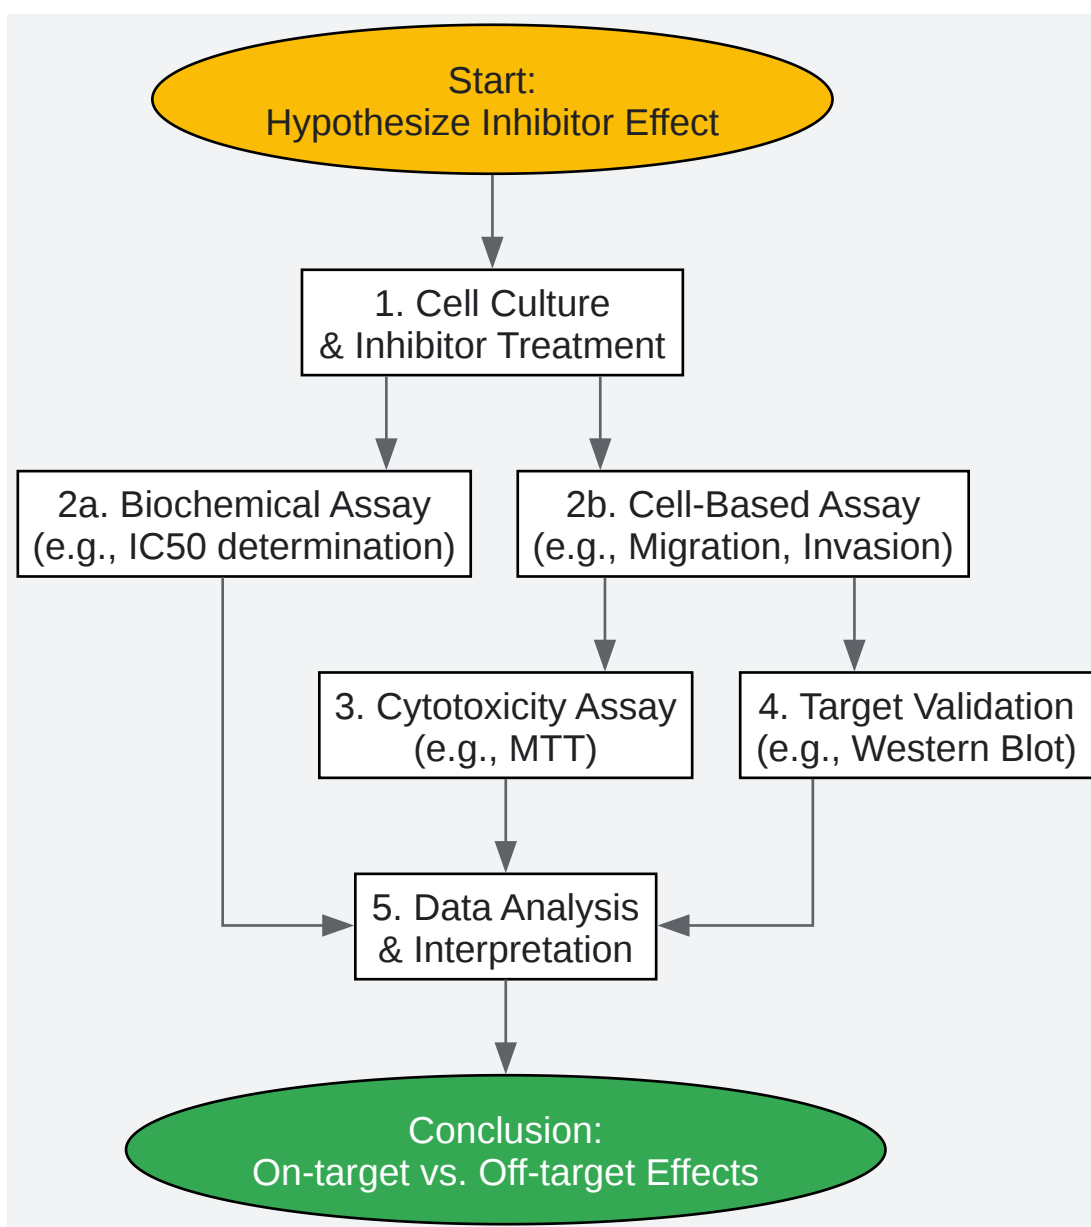 Start:
Hypothesize Inhibitor Effect
1. Cell Culture
& Inhibitor Treatment
2a. Biochemical Assay
(e.g., IC50 determination)
2b. Cell-Based Assay
(e.g., Migration, Invasion)
3. Cytotoxicity Assay
(e.g., MTT)
4. Target Validation
(e.g., Western Blot)
5. Data Analysis
& Interpretation
Conclusion:
On-target vs. Off-target Effects